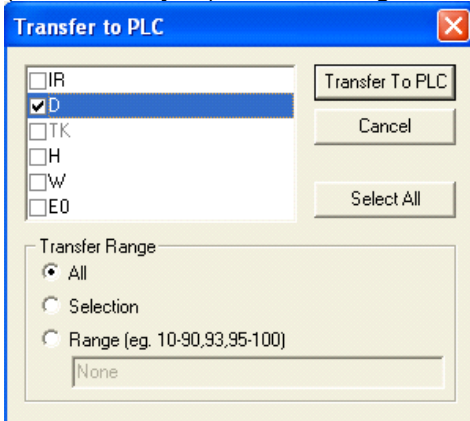 Transfer to PLC
IR
D
TK
H
W
E0
Transfer To PLC
Cancel
Select All
Transfer Range
All
Selection
Range (eg. 10-90,93,95-100)
None